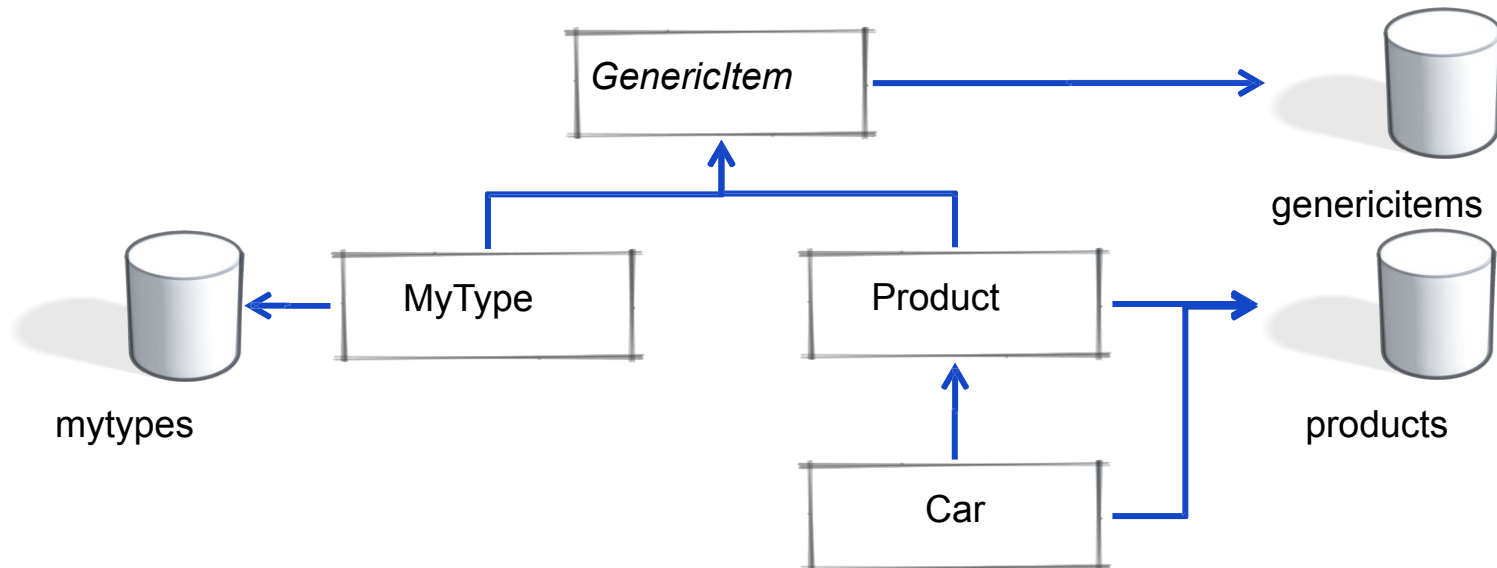 GenericItem
genericitems
MyType
Product
mytypes
products
Car